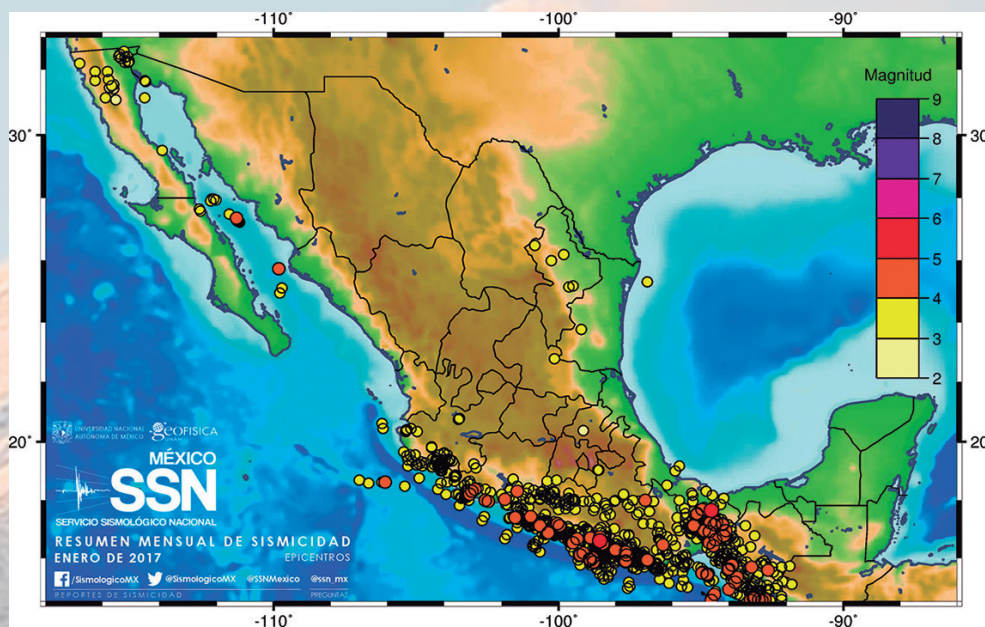 -110°
-100°
-90°
Magnitud
9
8
7
6
5
4
3
2
30°
30°
20°
20°
UNIVERSIDAD NACIONAL
AUTÓNOMA DE MÉXICO
geOFISICA
UNAM
MÉXICO
SSN
SERVICIO SISMOLÓGICO NACIONAL
RESUMEN MENSUAL DE SISMICIDAD
ENERO DE 2017
EPICENTROS
/SismologicoMX @SismologicoMX @SSNMexico @ssn_mx
REPORTES DE SISMICIDAD
PREGUNTAS
-110°
-100°
-90°